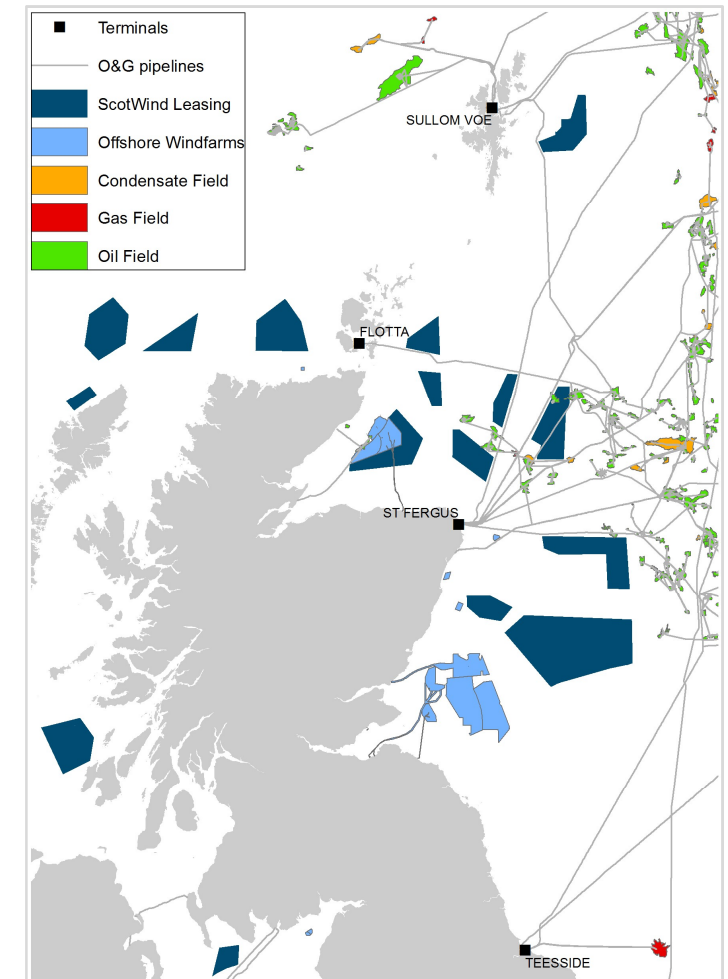 Terminals
O&G pipelines
ScotWind Leasing
Offshore Windfarms
Condensate Field
Gas Field
Oil Field
SULLOM VOE
FLOTTA
ST FERGUS
TEESSIDE